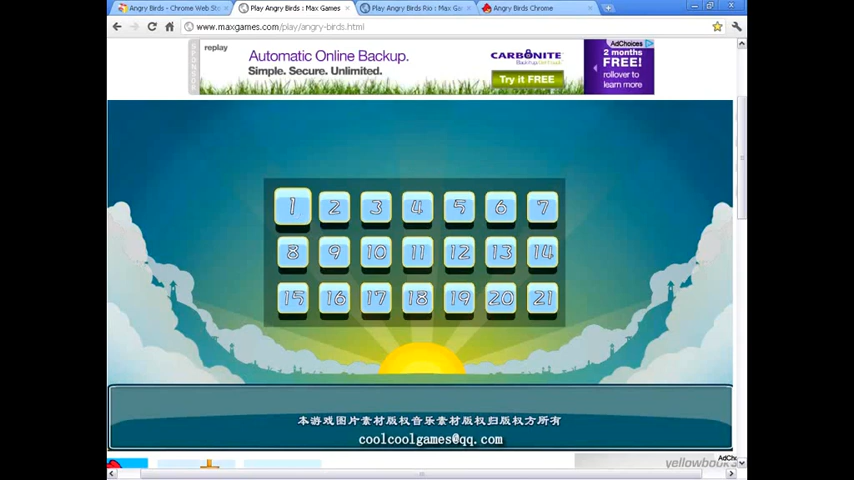 Angry Birds - Chrome Web St
Play Angry Birds : Max Games
Play Angry Birds Rio : Max Ga
Angry Birds Chrome
www.maxgames.com/play/angry-birds.html
SPONSOR
replay
Automatic Online Backup.
Simple. Secure. Unlimited.
CARBONITE
Try it FREE
AdChoices
2 months
FREE!
rollover to
learn more
1 2 3 4 5 6 7
8 9 10 11 12 13 14
15 16 17 18 19 20 21
本游戏图片素材版权音乐素材版权归版权方所有
coolcoolgames@qq.com
AdCh
yellowbook